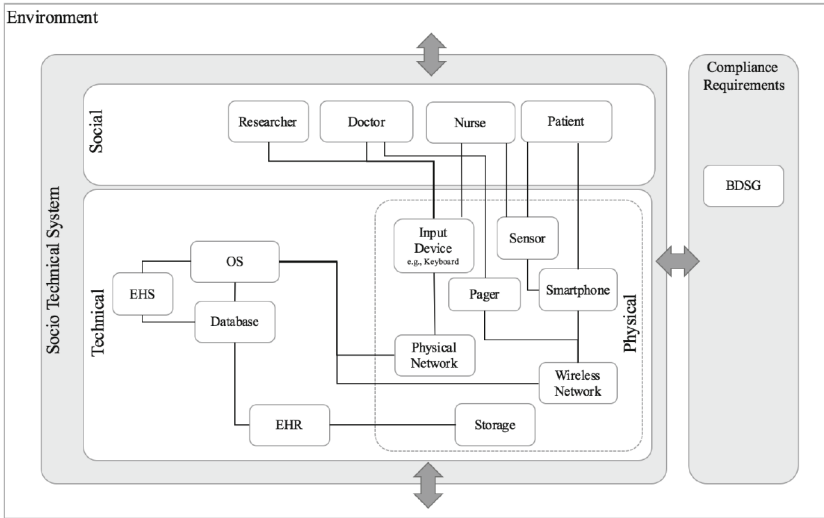 Environment
Compliance
Requirements
Socio Technical System
Social
Researcher
Doctor
Nurse
Patient
BDSG
Technical
Physical
Input
Device
e.g., Keyboard
Sensor
OS
EHS
Pager
Smartphone
Database
Physical
Network
Wireless
Network
EHR
Storage